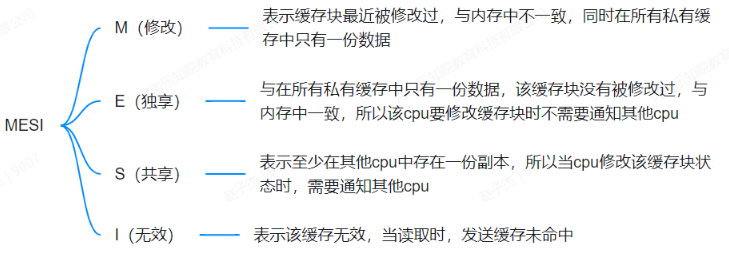 M（修改）
表示缓存块最近被修改过，与内存中不一致，同时在所有私有缓
存中只有一份数据
E（独享）
与在所有私有缓存中只有一份数据，该缓存块没有被修改过，与
内存中一致，所以该cpu要修改缓存块时不需要通知其他cpu
MESI
S（共享）
表示至少在其他cpu中存在一份副本，所以当cpu修改该缓存块状
态时，需要通知其他cpu
I（无效）
表示该缓存无效，当读取时，发送缓存未命中